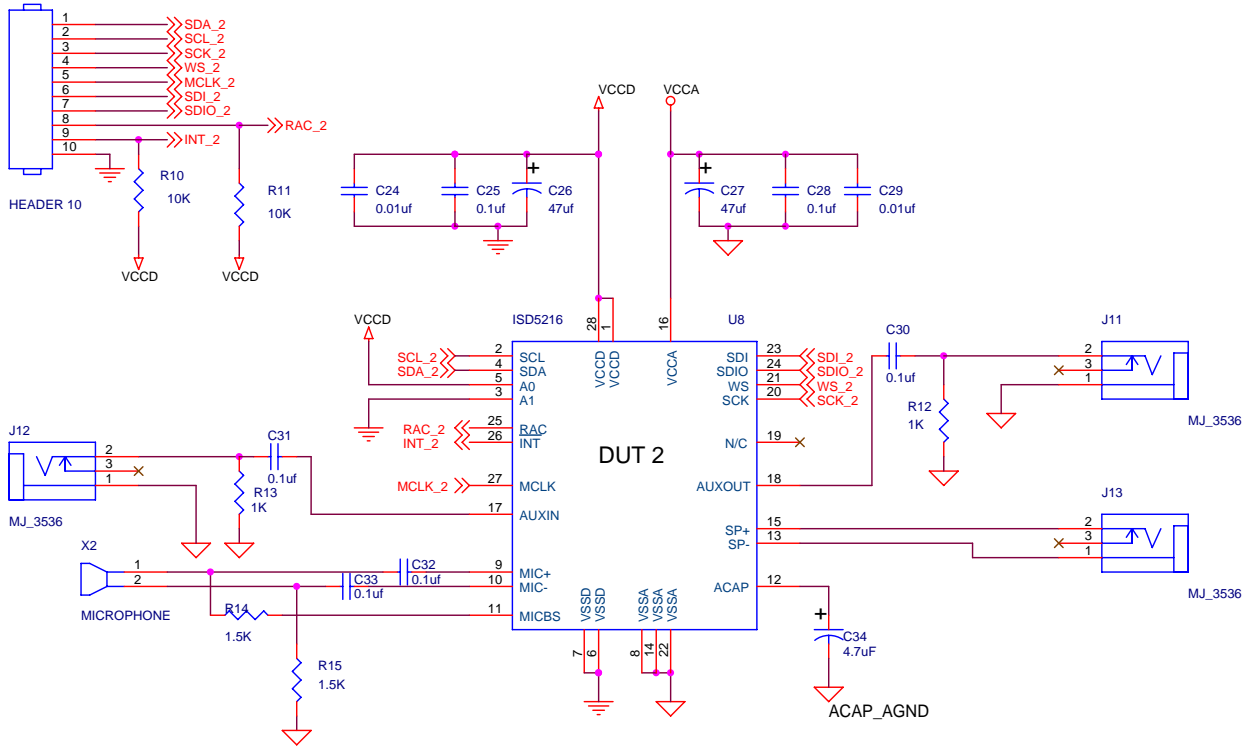 1 SDA_2
2 SCL_2
3 SCK_2
4 WS_2
5 MCLK_2
6 SDI_2
7 SDIO_2
8 RAC_2
9 INT_2
10
HEADER 10
R10
10K
R11
10K
VCCD
VCCD
VCCD
VCCA
C24
0.01uf
C25
0.1uf
+
C26
47uf
+
C27
47uf
C28
0.1uf
C29
0.01uf
VCCD
ISD5216
U8
28
1
16
VCCD
VCCD
VCCA
SCL_2 2 SCL
SDA_2 4 SDA
5 A0
3 A1
RAC_2 25 RAC
INT_2 26 INT
MCLK_2 27 MCLK
17 AUXIN
9 MIC+
10 MIC-
11 MICBS
DUT 2
SDI 23 SDI_2
SDIO 24 SDIO_2
WS 21 WS_2
SCK 20 SCK_2
N/C 19
AUXOUT 18
SP+ 15
SP- 13
ACAP 12
VSSD
VSSD
VSSA
VSSA
VSSA
7
6
8
14
22
C30
0.1uf
R12
1K
J11
2
3
1
MJ_3536
J12
2
3
1
MJ_3536
C31
0.1uf
R13
1K
J13
2
3
1
MJ_3536
X2
1
2
MICROPHONE
C32
0.1uf
C33
0.1uf
R14
1.5K
R15
1.5K
+
C34
4.7uF
ACAP_AGND